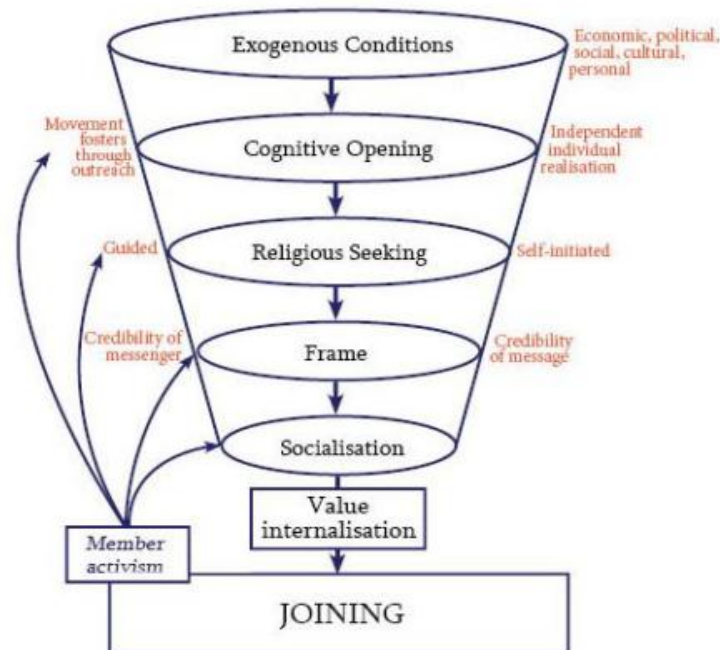 Exogenous Conditions
Economic, political,
social, cultural,
personal
Movement
fosters
through
outreach
Cognitive Opening
Independent
individual
realisation
Guided
Religious Seeking
Self-initiated
Credibility of
messenger
Frame
Credibility
of message
Socialisation
Value
internalisation
Member
activism
JOINING